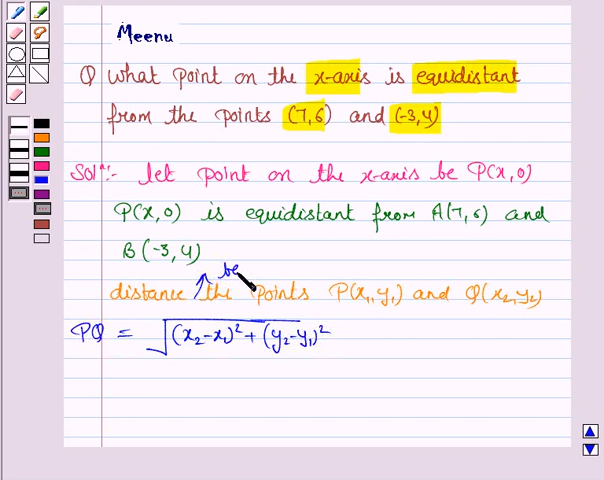 Meenu
Q What point on the x-axis is equidistant
from the points (7,6) and (-3,4)
Solⁿ:- let point on the x-axis be P(x,0)
P(x,0) is equidistant from A(7,6) and
B(-3,4)
be
distance the points P(x₁,y₁) and Q(x₂,y₂)
PQ = √(x₂-x₁)²+(y₂-y₁)²